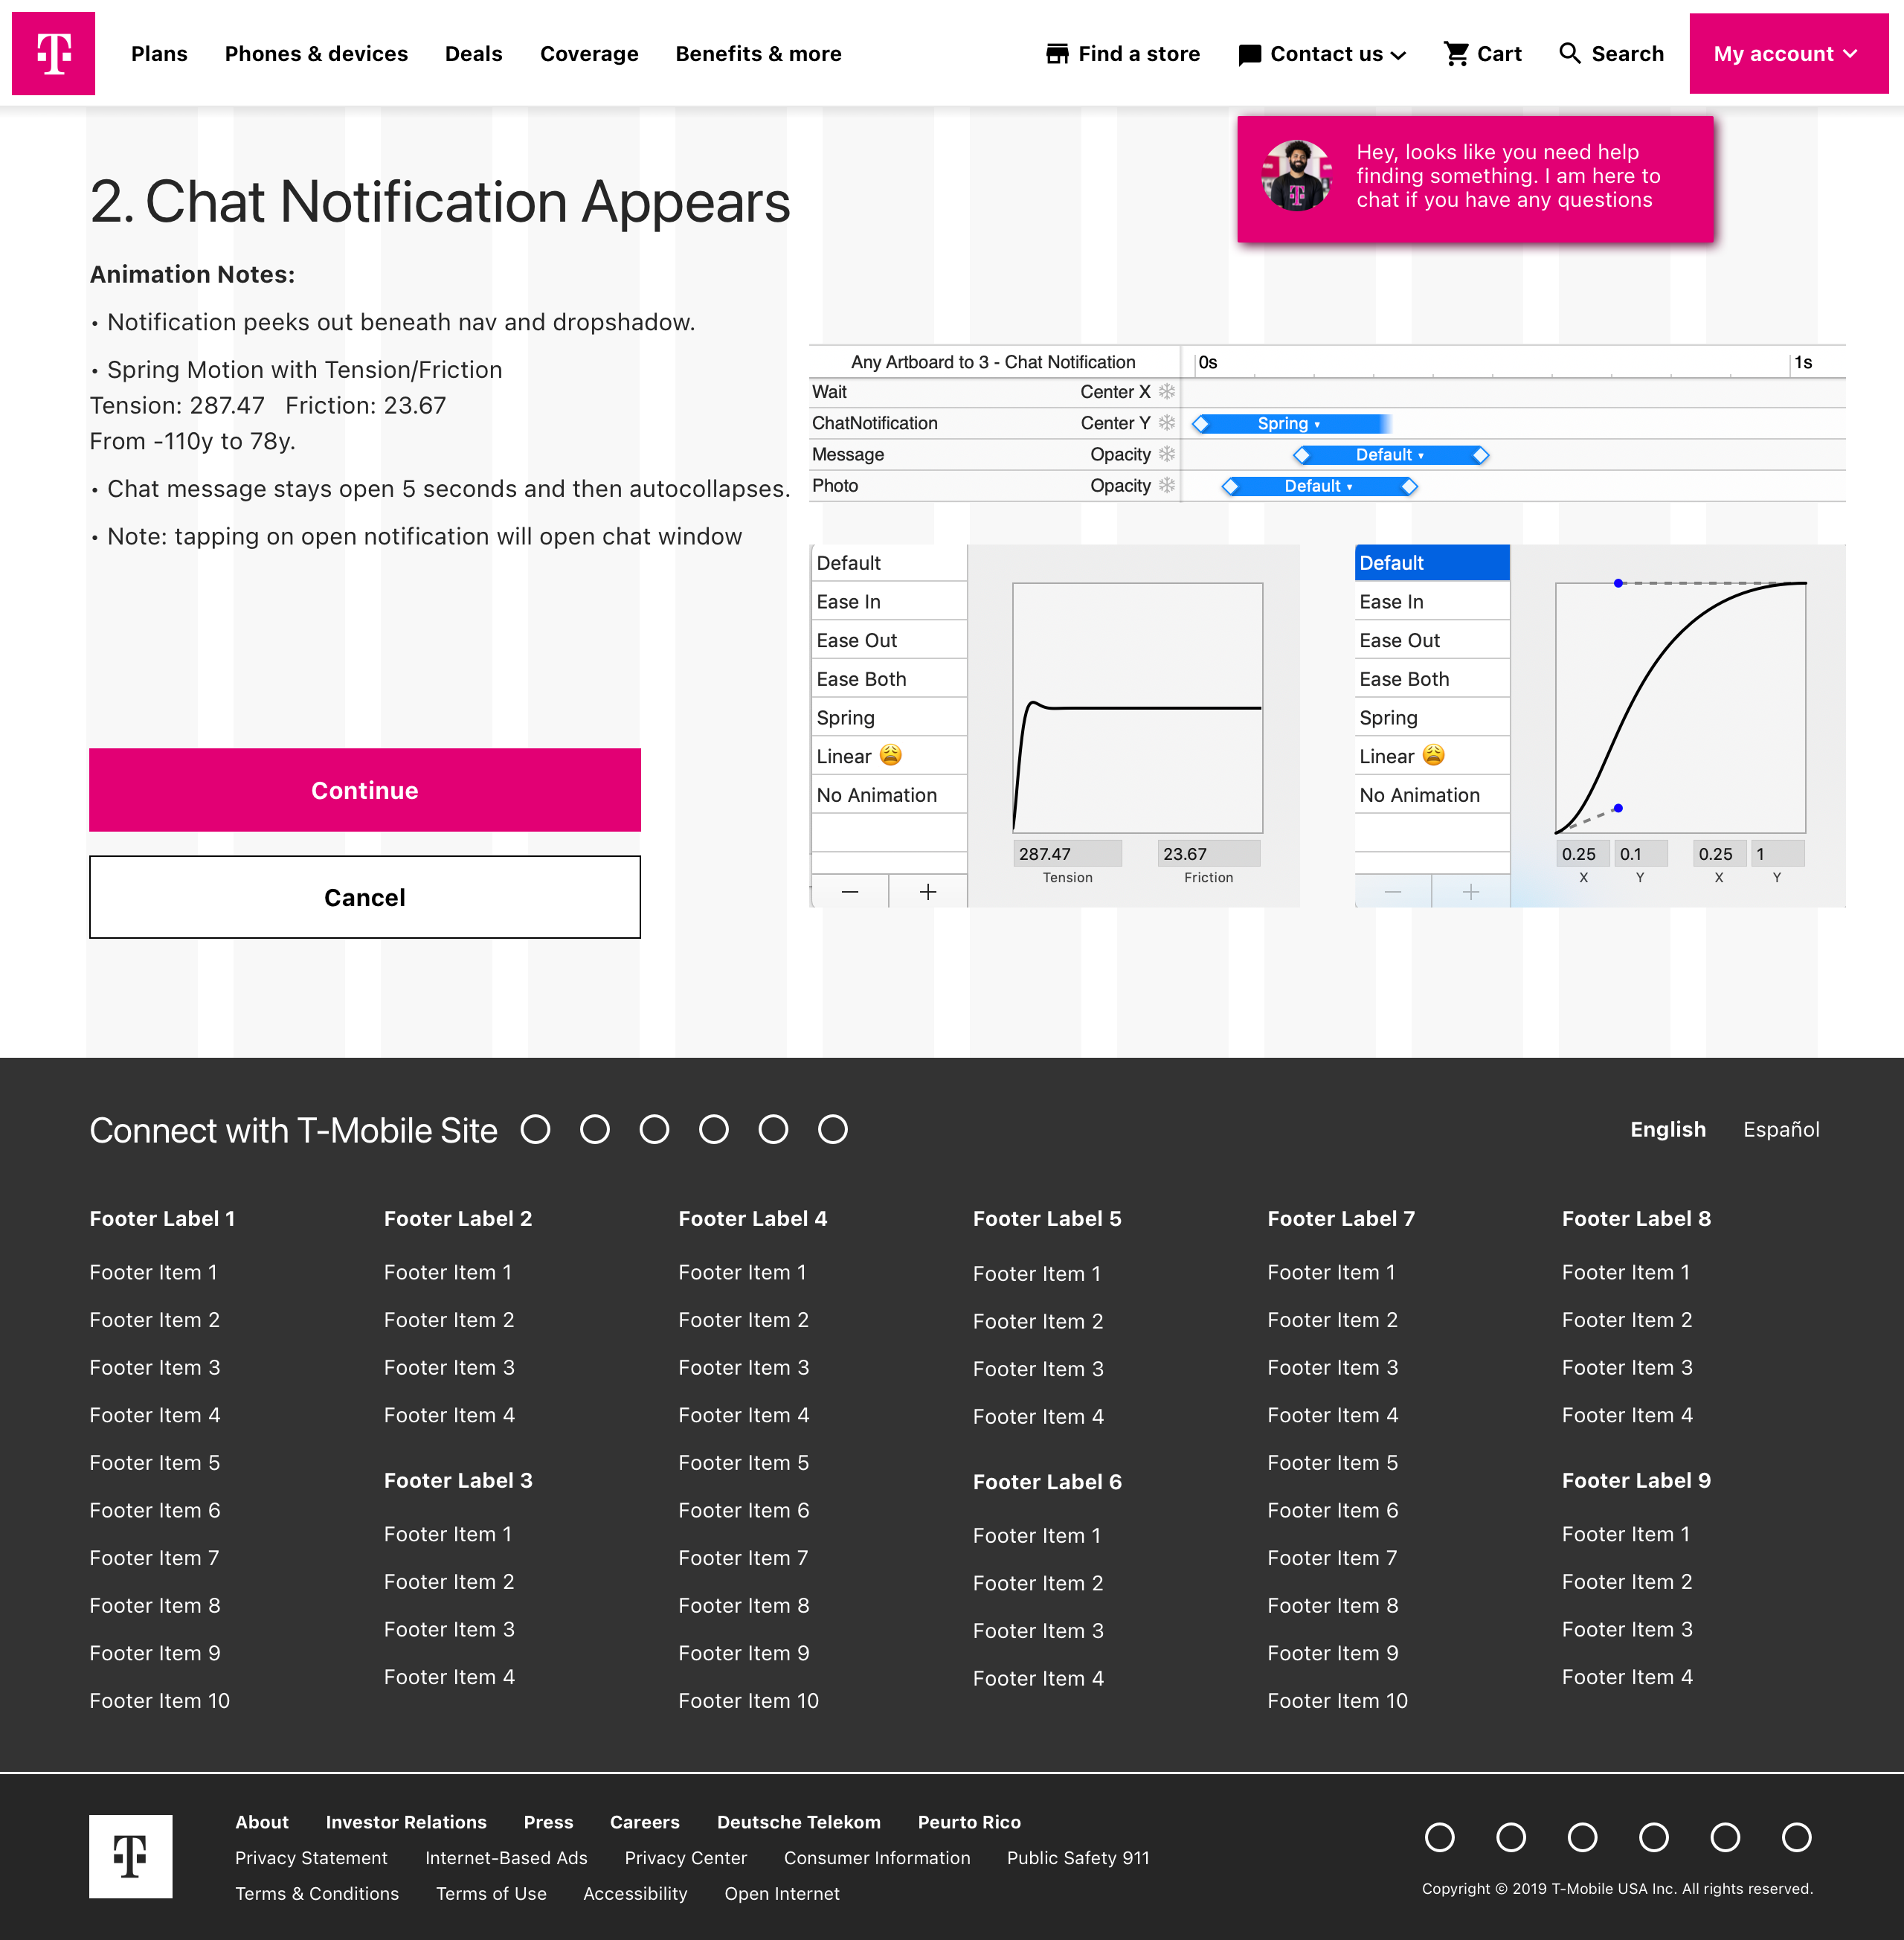 T Plans Phones & devices Deals Coverage Benefits & more Find a store Contact us Cart Search My account
Hey, looks like you need help
finding something. I am here to
chat if you have any questions
2. Chat Notification Appears
Animation Notes:
• Notification peeks out beneath nav and dropshadow.
• Spring Motion with Tension/Friction
Tension: 287.47 Friction: 23.67
From -110y to 78y.
• Chat message stays open 5 seconds and then autocollapses.
• Note: tapping on open notification will open chat window
Any Artboard to 3 - Chat Notification 0s 1s
Wait Center X
ChatNotification Center Y Spring
Message Opacity Default
Photo Opacity Default
Default
Ease In
Ease Out
Ease Both
Spring
Linear 😩
No Animation
287.47 23.67
Tension Friction
− +
Default
Ease In
Ease Out
Ease Both
Spring
Linear 😩
No Animation
0.25 0.1 0.25 1
X Y X Y
− +
Continue
Cancel
Connect with T-Mobile Site English Español
Footer Label 1
Footer Item 1
Footer Item 2
Footer Item 3
Footer Item 4
Footer Item 5
Footer Item 6
Footer Item 7
Footer Item 8
Footer Item 9
Footer Item 10
Footer Label 2
Footer Item 1
Footer Item 2
Footer Item 3
Footer Item 4
Footer Label 3
Footer Item 1
Footer Item 2
Footer Item 3
Footer Item 4
Footer Label 4
Footer Item 1
Footer Item 2
Footer Item 3
Footer Item 4
Footer Item 5
Footer Item 6
Footer Item 7
Footer Item 8
Footer Item 9
Footer Item 10
Footer Label 5
Footer Item 1
Footer Item 2
Footer Item 3
Footer Item 4
Footer Label 6
Footer Item 1
Footer Item 2
Footer Item 3
Footer Item 4
Footer Label 7
Footer Item 1
Footer Item 2
Footer Item 3
Footer Item 4
Footer Item 5
Footer Item 6
Footer Item 7
Footer Item 8
Footer Item 9
Footer Item 10
Footer Label 8
Footer Item 1
Footer Item 2
Footer Item 3
Footer Item 4
Footer Label 9
Footer Item 1
Footer Item 2
Footer Item 3
Footer Item 4
T
About Investor Relations Press Careers Deutsche Telekom Peurto Rico
Privacy Statement Internet-Based Ads Privacy Center Consumer Information Public Safety 911
Terms & Conditions Terms of Use Accessibility Open Internet
Copyright © 2019 T-Mobile USA Inc. All rights reserved.